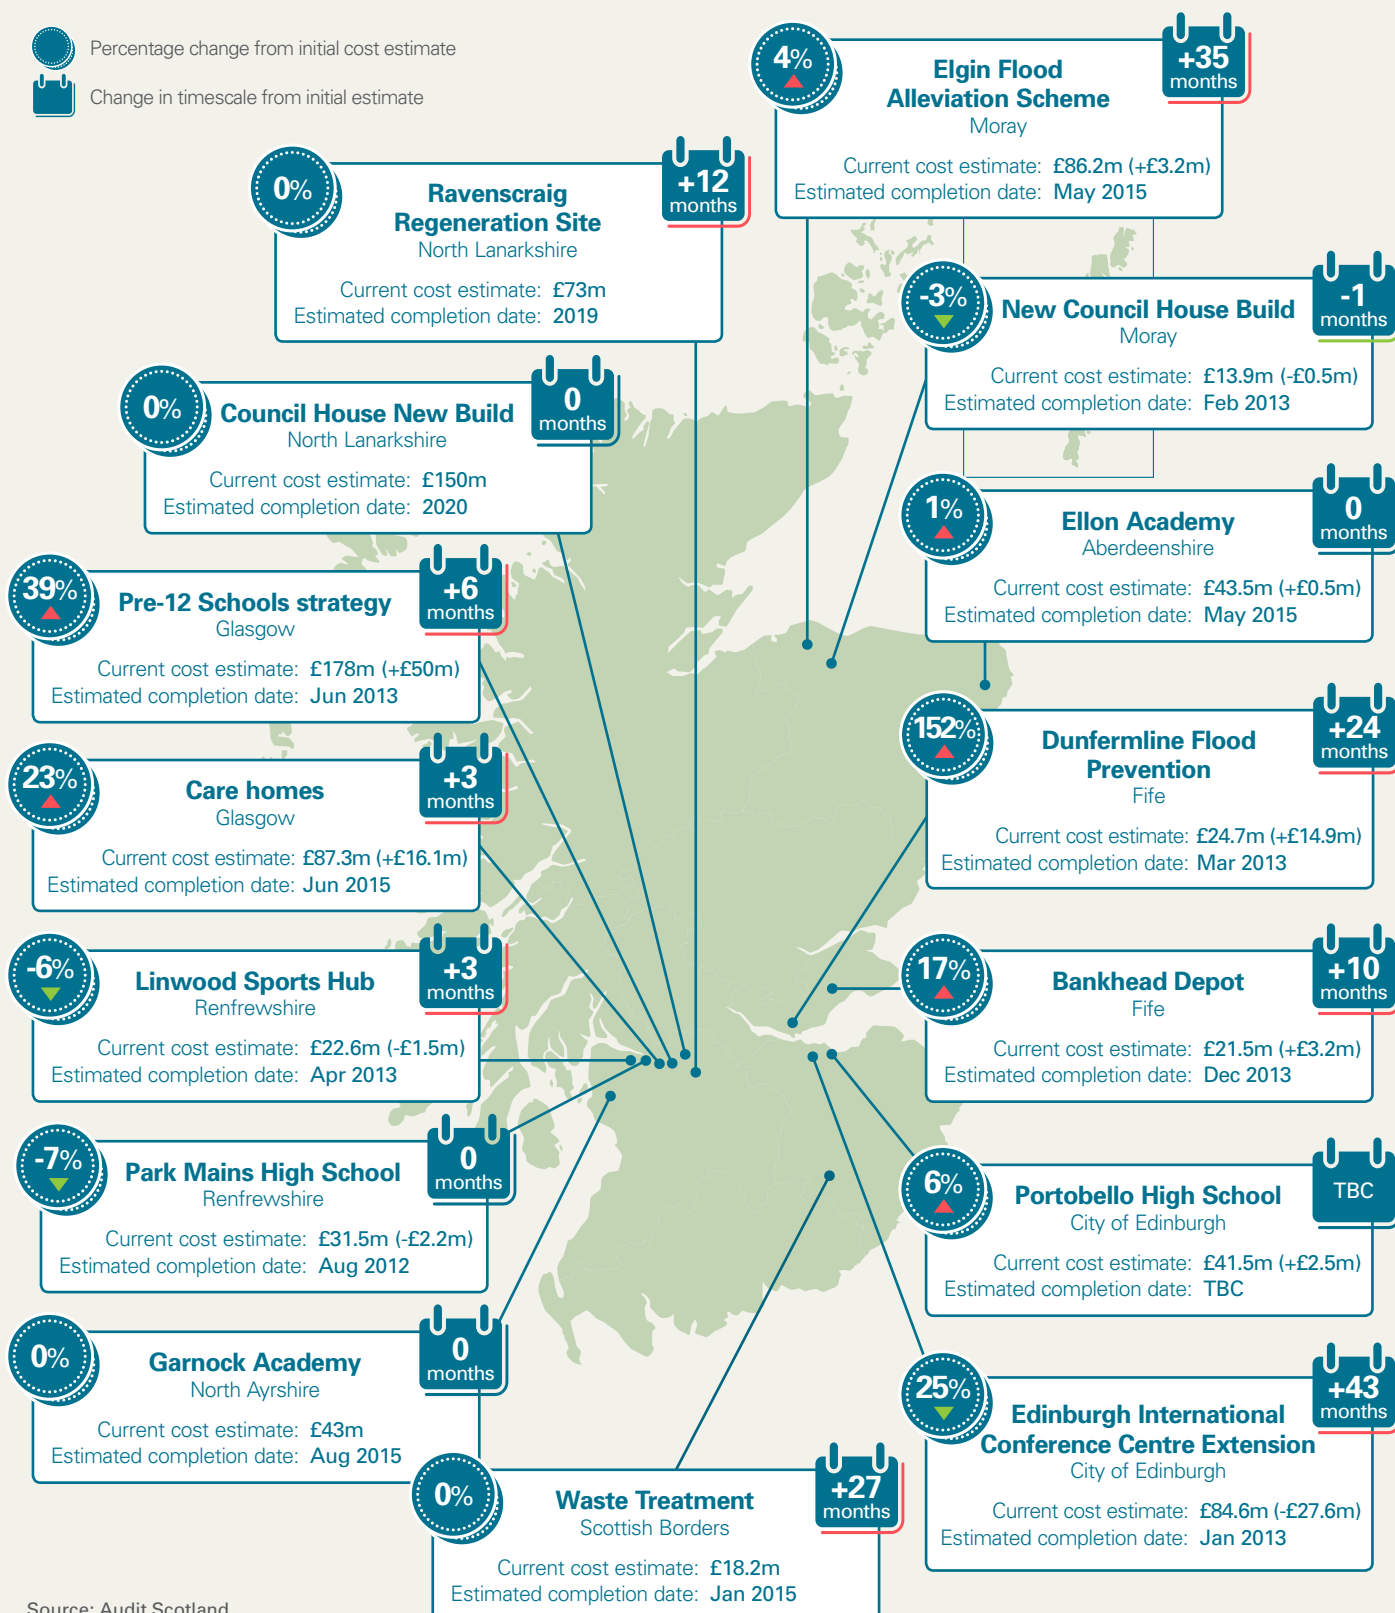 Percentage change from initial cost estimate
Change in timescale from initial estimate
4%
Elgin Flood
Alleviation Scheme
Moray
+35
months
Current cost estimate: £86.2m (+£3.2m)
Estimated completion date: May 2015
0%
Ravenscraig
Regeneration Site
North Lanarkshire
+12
months
Current cost estimate: £73m
Estimated completion date: 2019
-3%
New Council House Build
Moray
-1
months
Current cost estimate: £13.9m (-£0.5m)
Estimated completion date: Feb 2013
0%
Council House New Build
North Lanarkshire
0
months
Current cost estimate: £150m
Estimated completion date: 2020
1%
Ellon Academy
Aberdeenshire
0
months
Current cost estimate: £43.5m (+£0.5m)
Estimated completion date: May 2015
39%
Pre-12 Schools strategy
Glasgow
+6
months
Current cost estimate: £178m (+£50m)
Estimated completion date: Jun 2013
152%
Dunfermline Flood
Prevention
Fife
+24
months
Current cost estimate: £24.7m (+£14.9m)
Estimated completion date: Mar 2013
23%
Care homes
Glasgow
+3
months
Current cost estimate: £87.3m (+£16.1m)
Estimated completion date: Jun 2015
-6%
Linwood Sports Hub
Renfrewshire
+3
months
Current cost estimate: £22.6m (-£1.5m)
Estimated completion date: Apr 2013
17%
Bankhead Depot
Fife
+10
months
Current cost estimate: £21.5m (+£3.2m)
Estimated completion date: Dec 2013
-7%
Park Mains High School
Renfrewshire
0
months
Current cost estimate: £31.5m (-£2.2m)
Estimated completion date: Aug 2012
6%
Portobello High School
City of Edinburgh
TBC
Current cost estimate: £41.5m (+£2.5m)
Estimated completion date: TBC
0%
Garnock Academy
North Ayrshire
0
months
Current cost estimate: £43m
Estimated completion date: Aug 2015
25%
Edinburgh International
Conference Centre Extension
City of Edinburgh
+43
months
Current cost estimate: £84.6m (-£27.6m)
Estimated completion date: Jan 2013
0%
Waste Treatment
Scottish Borders
+27
months
Current cost estimate: £18.2m
Estimated completion date: Jan 2015
Source: Audit Scotland